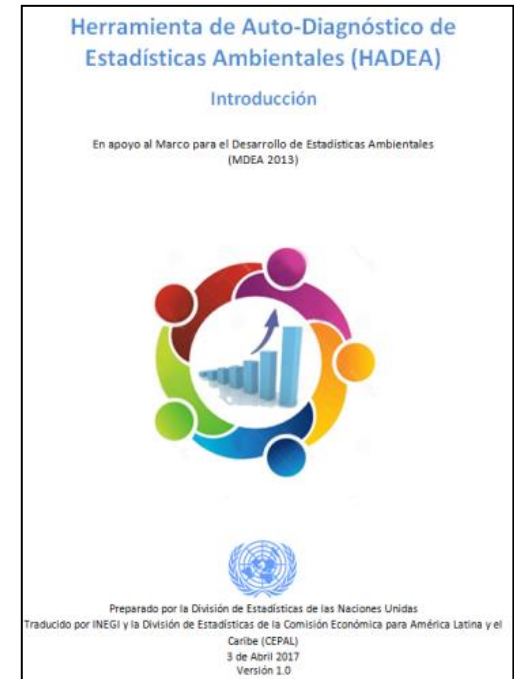 Herramienta de Auto-Diagnóstico de
Estadísticas Ambientales (HADEA)
Introducción
En apoyo al Marco para el Desarrollo de Estadísticas Ambientales
(MDEA 2013)
Preparado por la División de Estadísticas de las Naciones Unidas
Traducido por INEGI y la División de Estadísticas de la Comisión Económica para América Latina y el
Caribe (CEPAL)
3 de Abril 2017
Versión 1.0